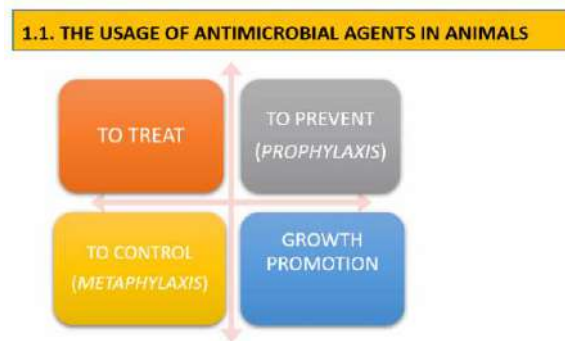 1.1. THE USAGE OF ANTIMICROBIAL AGENTS IN ANIMALS
TO TREAT
TO PREVENT
(PROPHYLAXIS)
TO CONTROL
(METAPHYLAXIS)
GROWTH
PROMOTION